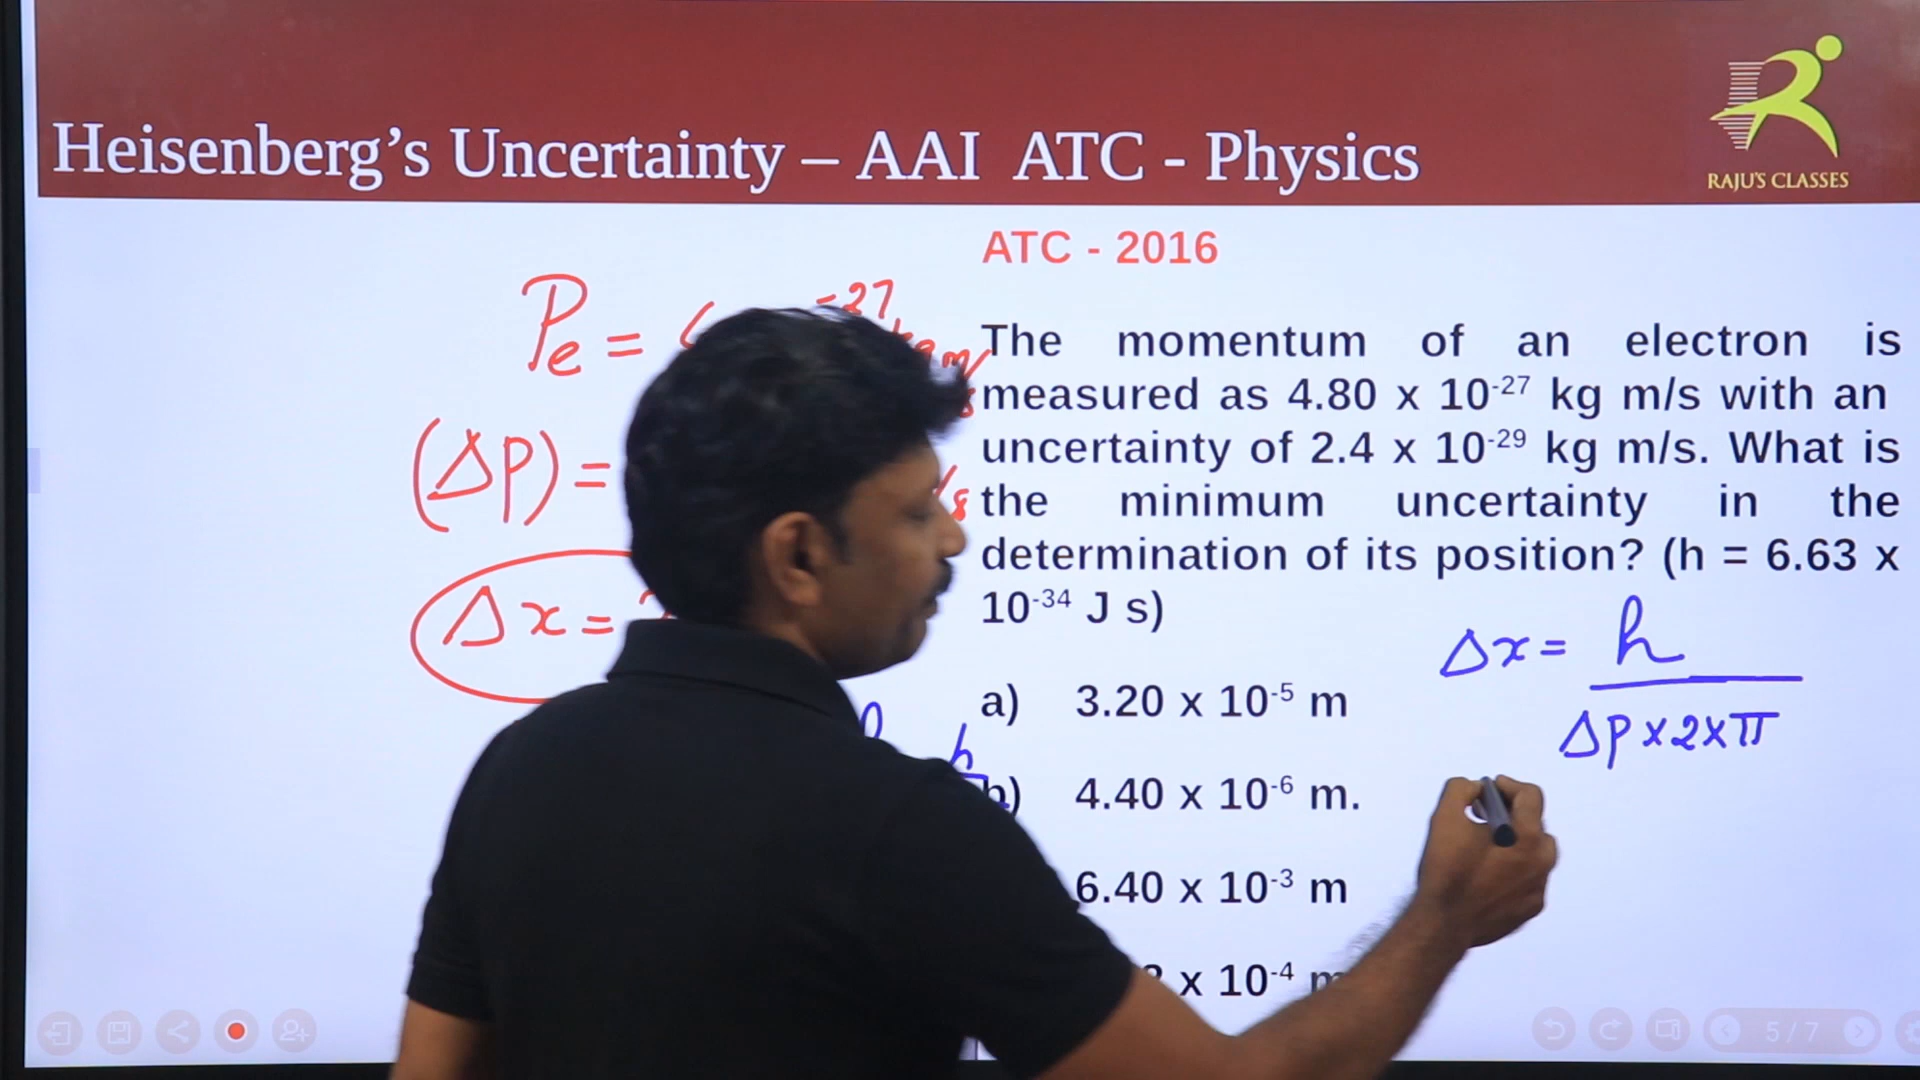 Heisenberg’s Uncertainty – AAI ATC - Physics
RAJU'S CLASSES
ATC - 2016
Pe = -27
(Δp) =
Δx =
The momentum of an electron is
measured as 4.80 x 10-27 kg m/s with an
uncertainty of 2.4 x 10-29 kg m/s. What is
the minimum uncertainty in the
determination of its position? (h = 6.63 x
10-34 J s)
Δx = h
Δp x 2 x π
a) 3.20 x 10-5 m
h
b) 4.40 x 10-6 m.
6.40 x 10-3 m
x 10-4 m
5 / 7